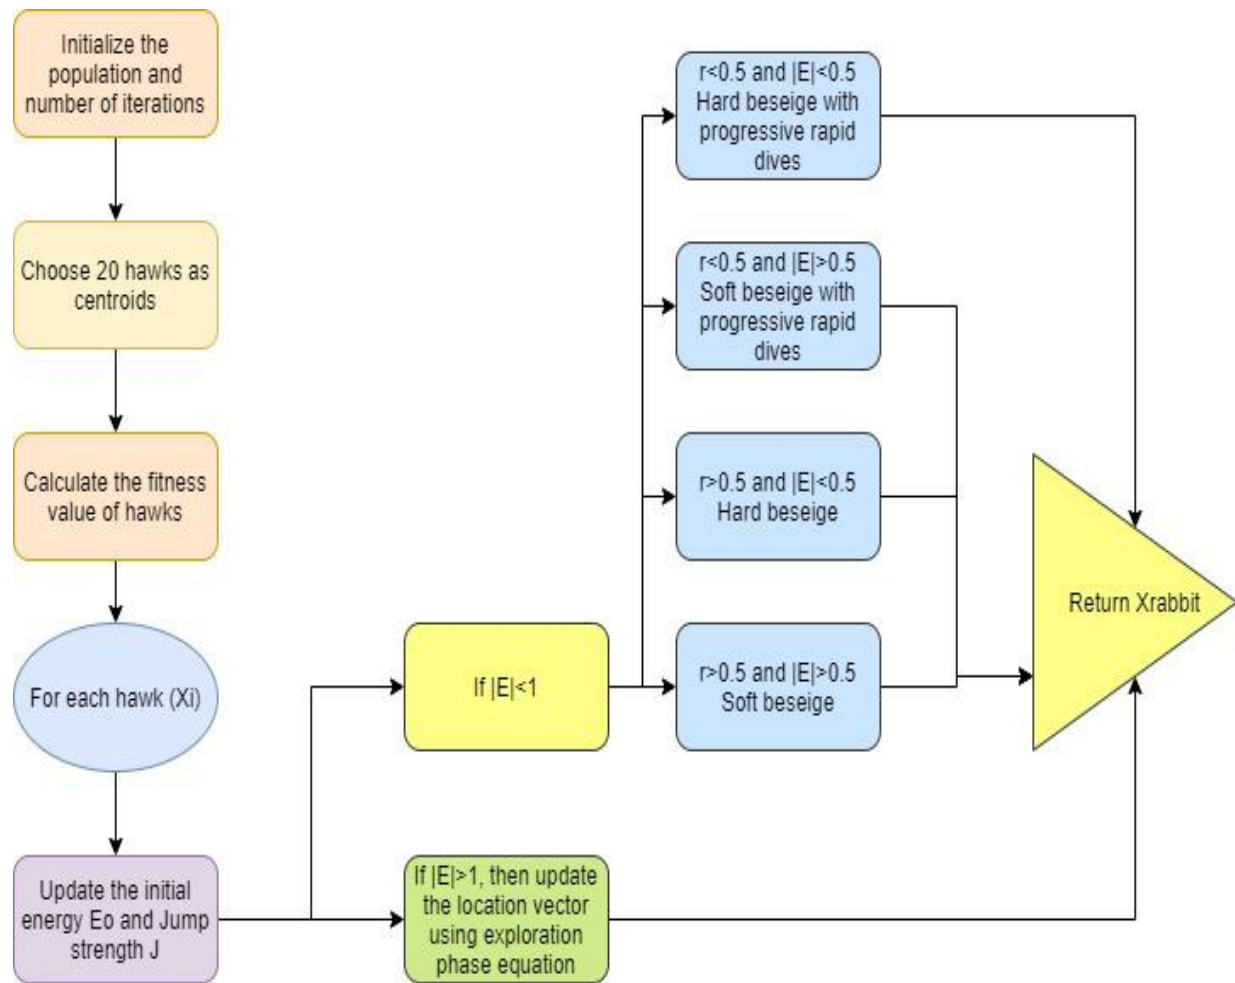 Initialize the
population and
number of iterations
Choose 20 hawks as
centroids
Calculate the fitness
value of hawks
For each hawk (Xi)
Update the initial
energy Eo and Jump
strength J
If |E|<1
If |E|>1, then update
the location vector
using exploration
phase equation
r<0.5 and |E|<0.5
Hard beseige with
progressive rapid
dives
r<0.5 and |E|>0.5
Soft beseige with
progressive rapid
dives
r>0.5 and |E|<0.5
Hard beseige
r>0.5 and |E|>0.5
Soft beseige
Return Xrabbit